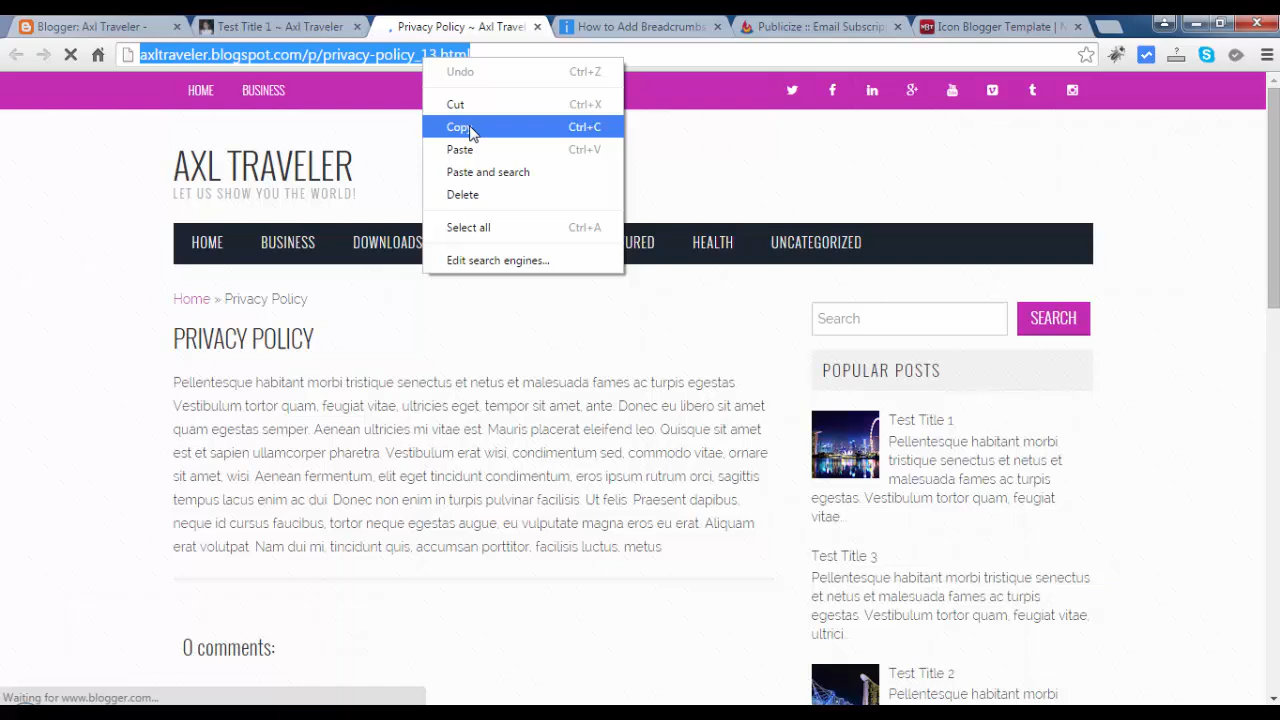 Blogger: Axl Traveler -
Test Title 1 ~ Axl Traveler
Privacy Policy ~ Axl Travel
How to Add Breadcrumbs
Publicize :: Email Subscrip
Icon Blogger Template | M
axltraveler.blogspot.com/p/privacy-policy_13.html
HOME BUSINESS
Undo Ctrl+Z
Cut Ctrl+X
Copy Ctrl+C
Paste Ctrl+V
Paste and search
Delete
Select all Ctrl+A
Edit search engines...
AXL TRAVELER
LET US SHOW YOU THE WORLD!
HOME BUSINESS DOWNLOADS URED HEALTH UNCATEGORIZED
Home » Privacy Policy
PRIVACY POLICY
Pellentesque habitant morbi tristique senectus et netus et malesuada fames ac turpis egestas
Vestibulum tortor quam, feugiat vitae, ultricies eget, tempor sit amet, ante. Donec eu libero sit amet
quam egestas semper. Aenean ultricies mi vitae est. Mauris placerat eleifend leo. Quisque sit amet
est et sapien ullamcorper pharetra. Vestibulum erat wisi, condimentum sed, commodo vitae, ornare
sit amet, wisi. Aenean fermentum, elit eget tincidunt condimentum, eros ipsum rutrum orci, sagittis
tempus lacus enim ac dui. Donec non enim in turpis pulvinar facilisis. Ut felis. Praesent dapibus,
neque id cursus faucibus, tortor neque egestas augue, eu vulputate magna eros eu erat. Aliquam
erat volutpat. Nam dui mi, tincidunt quis, accumsan porttitor, facilisis luctus, metus
0 comments:
Search SEARCH
POPULAR POSTS
Test Title 1
Pellentesque habitant morbi
tristique senectus et netus et
malesuada fames ac turpis
egestas. Vestibulum tortor quam, feugiat
vitae...
Test Title 3
Pellentesque habitant morbi tristique senectus
et netus et malesuada fames ac turpis
egestas. Vestibulum tortor quam, feugiat vitae,
ultrici...
Test Title 2
Pellentesque habitant morbi
Waiting for www.blogger.com...